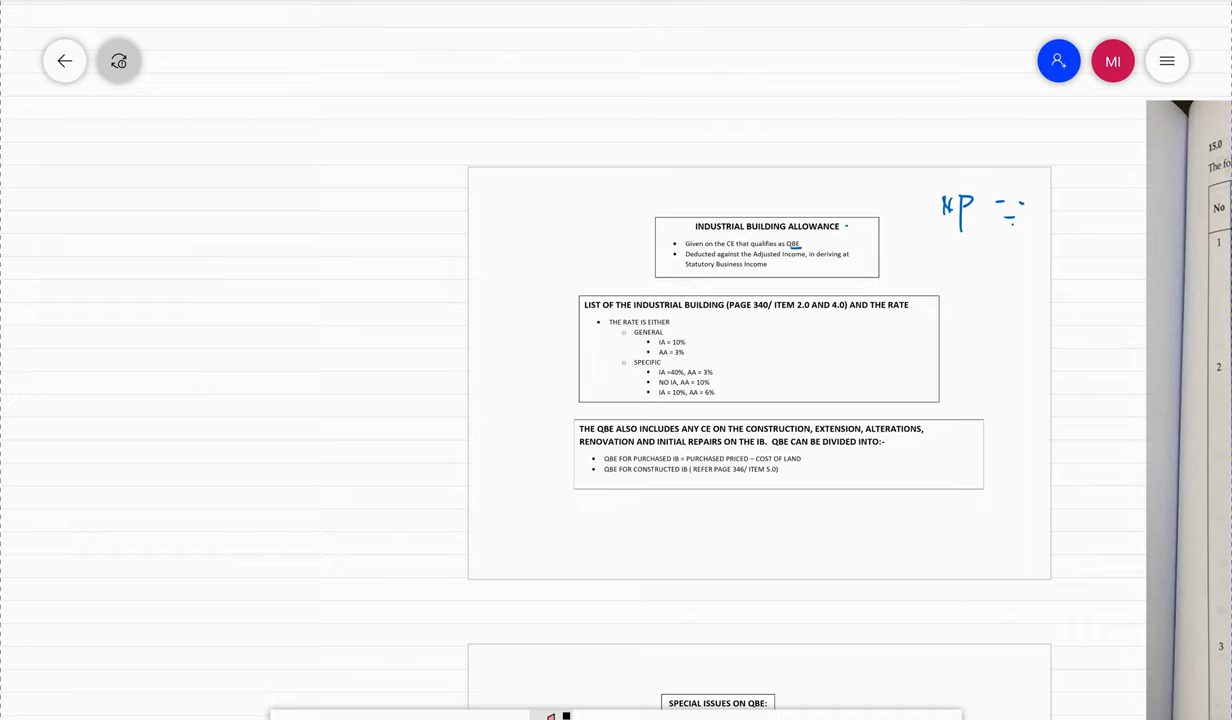 MI
NP
INDUSTRIAL BUILDING ALLOWANCE
Given on the CE that qualifies as QBE
Deducted against the Adjusted Income, in deriving at
Statutory Business Income
LIST OF THE INDUSTRIAL BUILDING (PAGE 340/ ITEM 2.0 AND 4.0) AND THE RATE
THE RATE IS EITHER
GENERAL
IA = 10%
AA = 3%
SPECIFIC
IA =40%, AA = 3%
NO IA, AA = 10%
IA = 10%, AA = 6%
THE QBE ALSO INCLUDES ANY CE ON THE CONSTRUCTION, EXTENSION, ALTERATIONS,
RENOVATION AND INITIAL REPAIRS ON THE IB. QBE CAN BE DIVIDED INTO:-
QBE FOR PURCHASED IB = PURCHASED PRICED – COST OF LAND
QBE FOR CONSTRUCTED IB ( REFER PAGE 346/ ITEM 5.0)
SPECIAL ISSUES ON QBE:
15.0
The fo
No
1
2
3